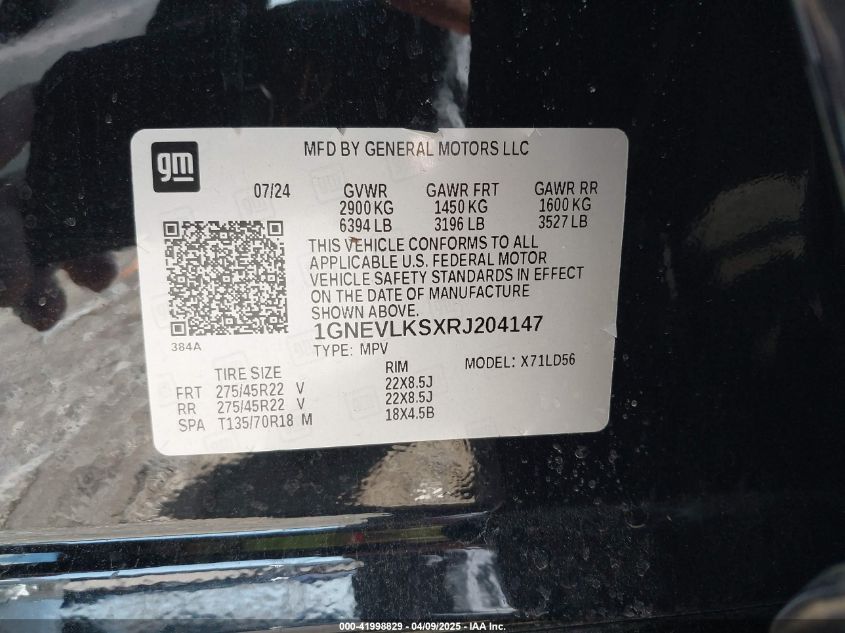 gm
MFD BY GENERAL MOTORS LLC
07/24 GVWR GAWR FRT GAWR RR
2900 KG 1450 KG 1600 KG
6394 LB 3196 LB 3527 LB
THIS VEHICLE CONFORMS TO ALL
APPLICABLE U.S. FEDERAL MOTOR
VEHICLE SAFETY STANDARDS IN EFFECT
ON THE DATE OF MANUFACTURE
SHOWN ABOVE.
1GNEVLKSXRJ204147
384A
TYPE: MPV MODEL: X71LD56
TIRE SIZE RIM
FRT 275/45R22 V 22X8.5J
RR 275/45R22 V 22X8.5J
SPA T135/70R18 M 18X4.5B
000-41998829 - 04/09/2025 - IAA Inc.